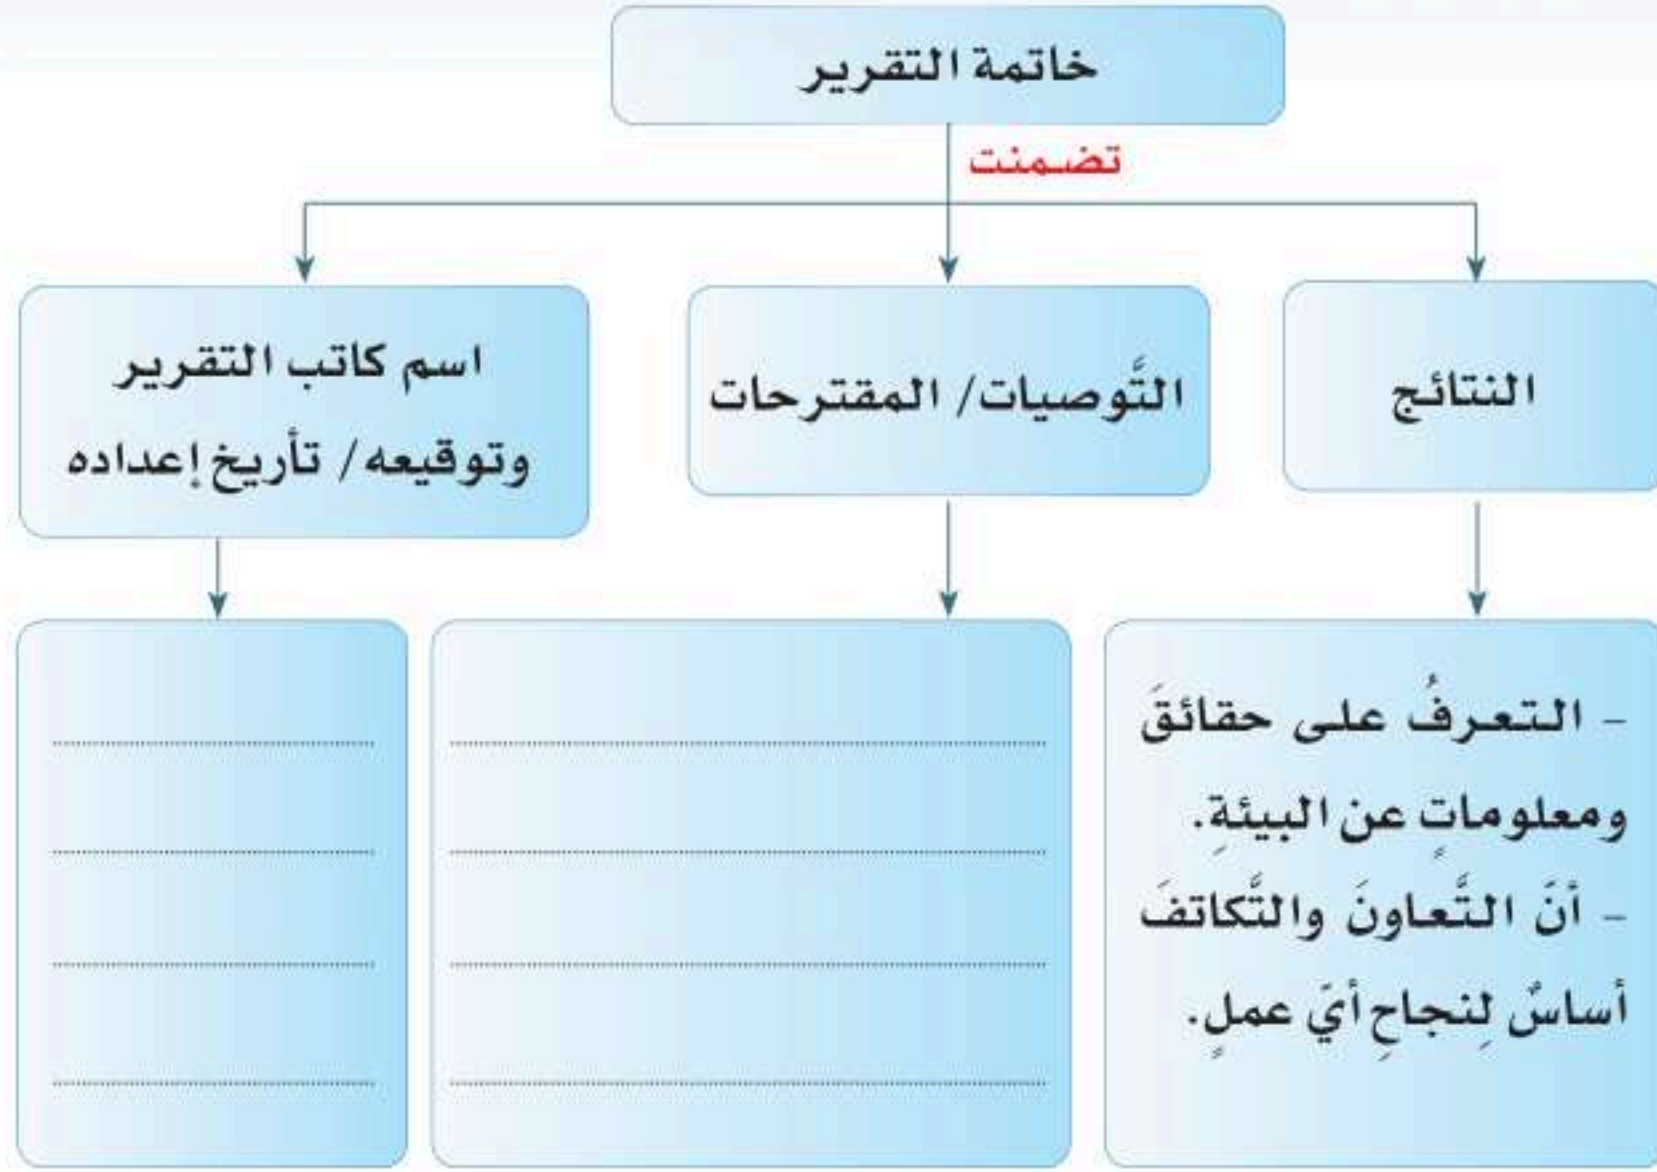 خاتمة التقرير
تضمنت
النتائج
التَّوصيات/ المقترحات
اسم كاتب التقرير
وتوقيعه/ تأريخ إعداده
- التعرفُ على حقائقَ
ومعلوماتٍ عن البيئةِ.
- أنَ التَّعاونَ والتَّكاتفَ
أساسٌ لِنجاحِ أيَ عملٍ.